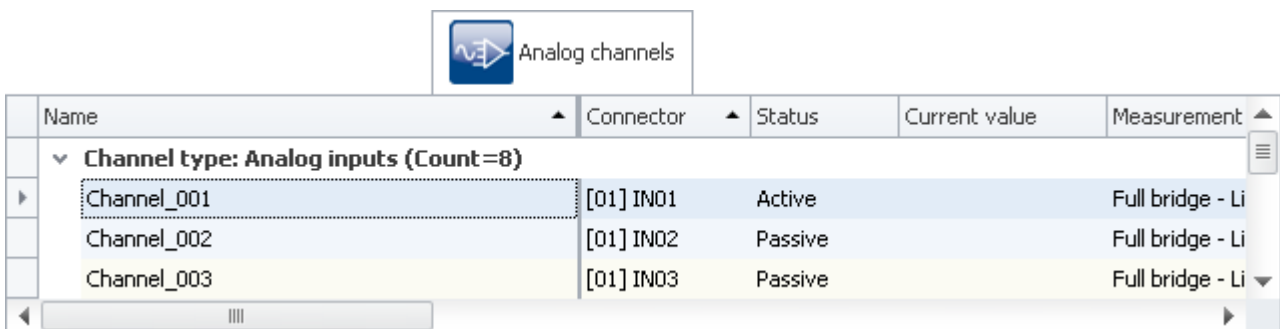 Analog channels
Name Connector Status Current value Measurement
Channel type: Analog inputs (Count=8)
Channel_001 [01] IN01 Active Full bridge - Li
Channel_002 [01] IN02 Passive Full bridge - Li
Channel_003 [01] IN03 Passive Full bridge - Li